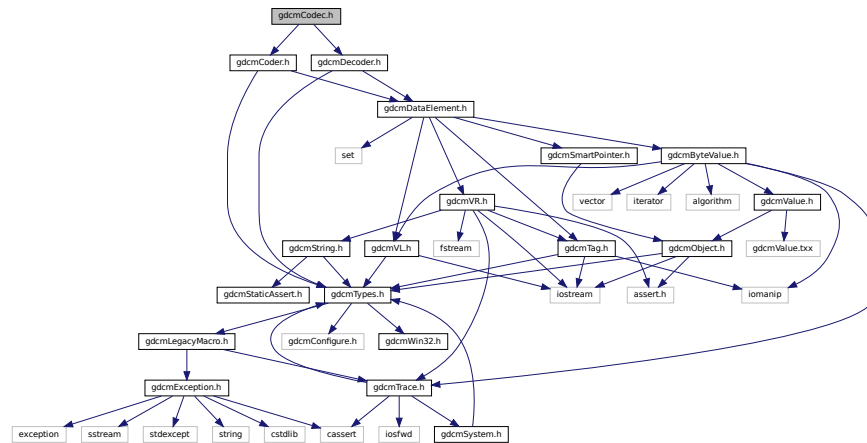 gdcmCodec.h
gdcmCoder.h
gdcmDecoder.h
gdcmDataElement.h
set
gdcmSmartPointer.h
gdcmByteValue.h
gdcmVR.h
vector
iterator
algorithm
gdcmValue.h
gdcmString.h
gdcmVL.h
fstream
gdcmTag.h
gdcmObject.h
gdcmValue.txx
gdcmStaticAssert.h
gdcmTypes.h
iostream
assert.h
iomanip
gdcmLegacyMacro.h
gdcmConfigure.h
gdcmWin32.h
gdcmException.h
gdcmTrace.h
exception
sstream
stdexcept
string
cstdlib
cassert
iosfwd
gdcmSystem.h